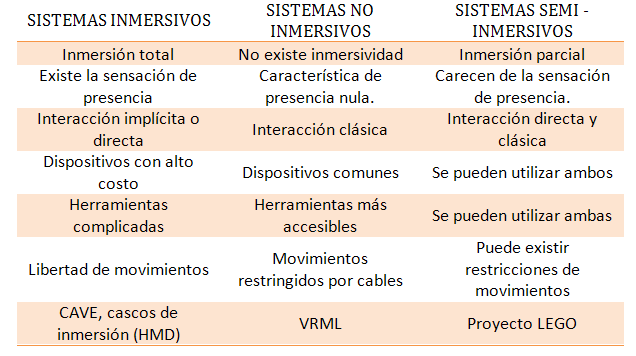 SISTEMAS INMERSIVOS
SISTEMAS NO
INMERSIVOS
SISTEMAS SEMI -
INMERSIVOS
Inmersión total
No existe inmersividad
Inmersión parcial
Existe la sensación de
presencia
Característica de
presencia nula.
Carecen de la sensación
de presencia.
Interacción implícita o
directa
Interacción clásica
Interacción directa y
clásica
Dispositivos con alto
costo
Dispositivos comunes
Se pueden utilizar ambos
Herramientas
complicadas
Herramientas más
accesibles
Se pueden utilizar ambas
Libertad de movimientos
Movimientos
restringidos por cables
Puede existir
restricciones de
movimientos
CAVE, cascos de
inmersión (HMD)
VRML
Proyecto LEGO